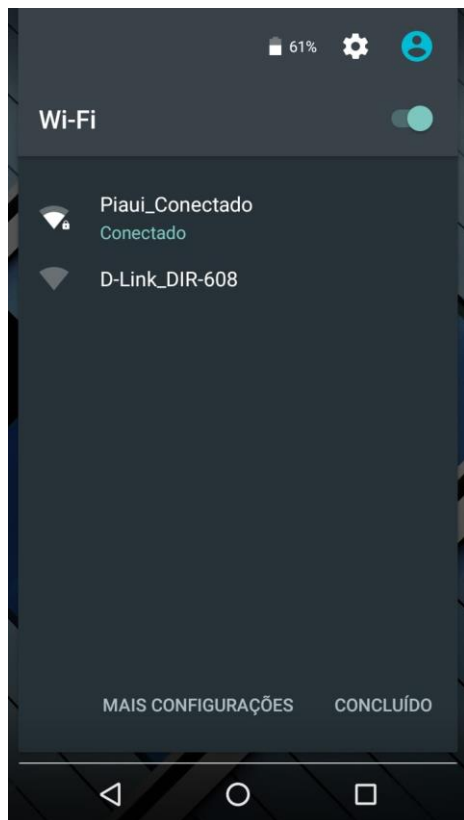 61%
Wi-Fi
Piaui_Conectado
Conectado
D-Link_DIR-608
MAIS CONFIGURAÇÕES CONCLUÍDO